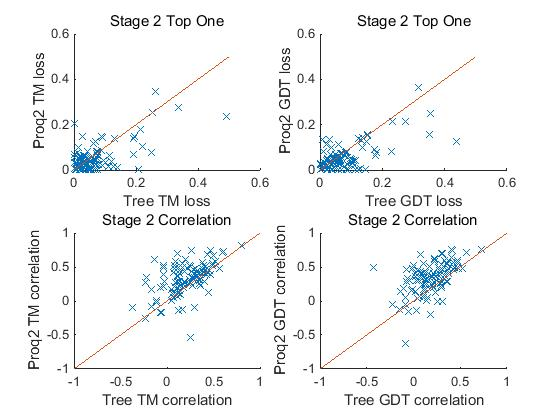 Stage 2 Top One
Proq2 TM loss
0.6
0.4
0.2
0
0 0.2 0.4 0.6
Tree TM loss
Stage 2 Top One
Proq2 GDT loss
0.6
0.4
0.2
0
0 0.2 0.4 0.6
Tree GDT loss
Stage 2 Correlation
Proq2 TM correlation
1
0.5
0
-0.5
-1
-1 0 1
Tree TM correlation
Stage 2 Correlation
Proq2 GDT correlation
1
0.5
0
-0.5
-1
-1 -0.5 0 0.5 1
Tree GDT correlation